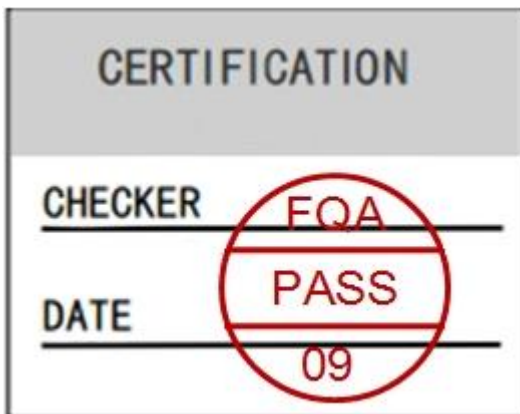 CERTIFICATION
CHECKER
FQA
PASS
DATE
09